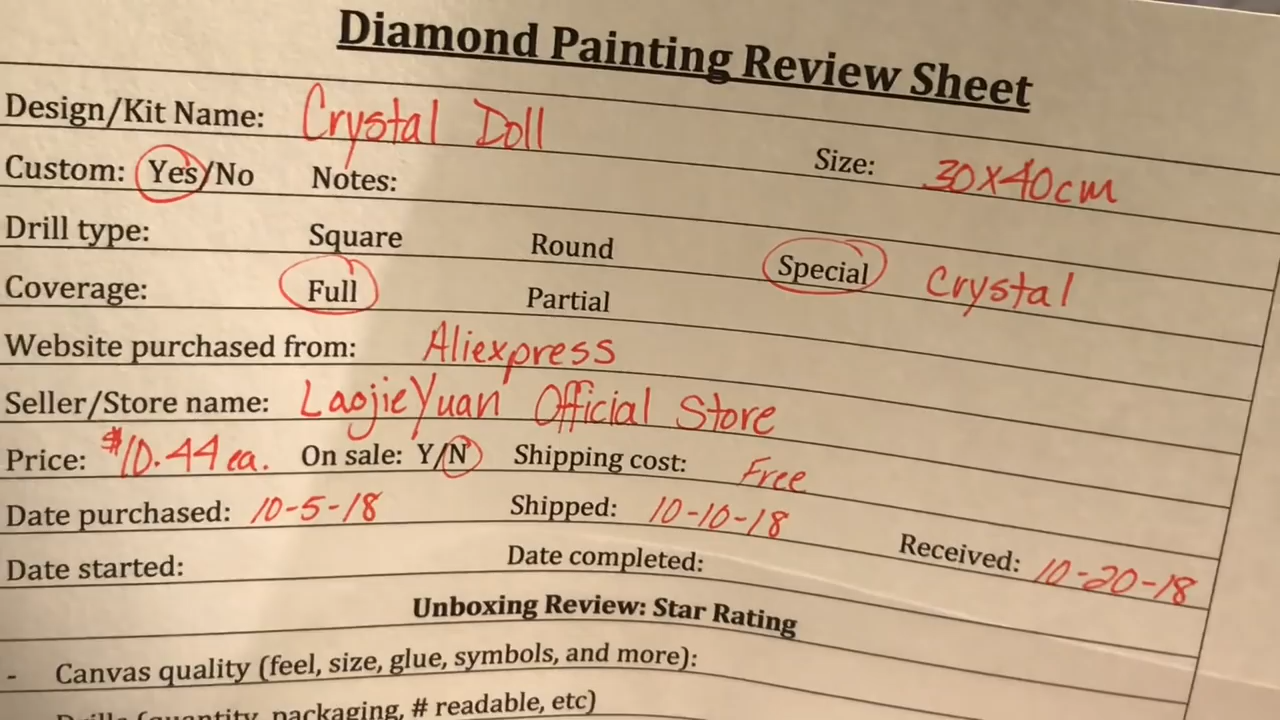 Diamond Painting Review Sheet
Design/Kit Name: Crystal Doll
Size: 30x40cm
Custom: Yes/No Notes:
Drill type: Square Round Special Crystal
Coverage: Full Partial
Website purchased from: Aliexpress
Seller/Store name: LaojieYuan Official Store
Price: $10.44 ea. On sale: Y/N Shipping cost: Free
Date purchased: 10-5-18 Shipped: 10-10-18 Received: 10-20-18
Date started: Date completed:
Unboxing Review: Star Rating
- Canvas quality (feel, size, glue, symbols, and more):
Drills (quantity, packaging, # readable, etc)